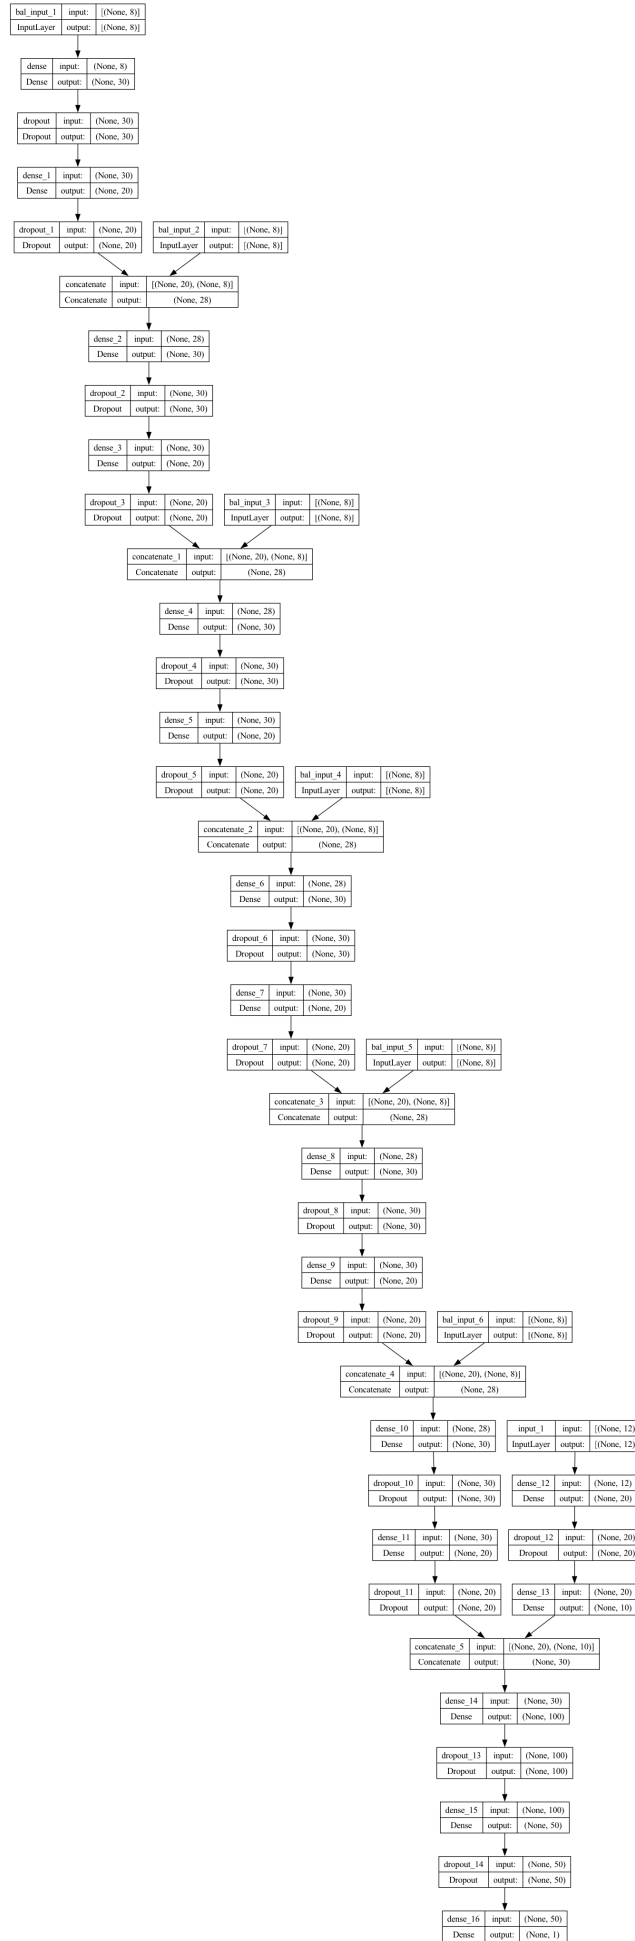 bal_input_1 input: [(None, 8)]
InputLayer output: [(None, 8)]
dense input: (None, 8)
Dense output: (None, 30)
dropout input: (None, 30)
Dropout output: (None, 30)
dense_1 input: (None, 30)
Dense output: (None, 20)
dropout_1 input: (None, 20) bal_input_2 input: [(None, 8)]
Dropout output: (None, 20) InputLayer output: [(None, 8)]
concatenate input: [(None, 20), (None, 8)]
Concatenate output: (None, 28)
dense_2 input: (None, 28)
Dense output: (None, 30)
dropout_2 input: (None, 30)
Dropout output: (None, 30)
dense_3 input: (None, 30)
Dense output: (None, 20)
dropout_3 input: (None, 20) bal_input_3 input: [(None, 8)]
Dropout output: (None, 20) InputLayer output: [(None, 8)]
concatenate_1 input: [(None, 20), (None, 8)]
Concatenate output: (None, 28)
dense_4 input: (None, 28)
Dense output: (None, 30)
dropout_4 input: (None, 30)
Dropout output: (None, 30)
dense_5 input: (None, 30)
Dense output: (None, 20)
dropout_5 input: (None, 20) bal_input_4 input: [(None, 8)]
Dropout output: (None, 20) InputLayer output: [(None, 8)]
concatenate_2 input: [(None, 20), (None, 8)]
Concatenate output: (None, 28)
dense_6 input: (None, 28)
Dense output: (None, 30)
dropout_6 input: (None, 30)
Dropout output: (None, 30)
dense_7 input: (None, 30)
Dense output: (None, 20)
dropout_7 input: (None, 20) bal_input_5 input: [(None, 8)]
Dropout output: (None, 20) InputLayer output: [(None, 8)]
concatenate_3 input: [(None, 20), (None, 8)]
Concatenate output: (None, 28)
dense_8 input: (None, 28)
Dense output: (None, 30)
dropout_8 input: (None, 30)
Dropout output: (None, 30)
dense_9 input: (None, 30)
Dense output: (None, 20)
dropout_9 input: (None, 20) bal_input_6 input: [(None, 8)]
Dropout output: (None, 20) InputLayer output: [(None, 8)]
concatenate_4 input: [(None, 20), (None, 8)]
Concatenate output: (None, 28)
dense_10 input: (None, 28) input_1 input: [(None, 12)
Dense output: (None, 30) InputLayer output: [(None, 12)
dropout_10 input: (None, 30) dense_12 input: (None, 12)
Dropout output: (None, 30) Dense output: (None, 20)
dense_11 input: (None, 30) dropout_12 input: (None, 20)
Dense output: (None, 20) Dropout output: (None, 20)
dropout_11 input: (None, 20) dense_13 input: (None, 20)
Dropout output: (None, 20) Dense output: (None, 10)
concatenate_5 input: [(None, 20), (None, 10)]
Concatenate output: (None, 30)
dense_14 input: (None, 30)
Dense output: (None, 100)
dropout_13 input: (None, 100)
Dropout output: (None, 100)
dense_15 input: (None, 100)
Dense output: (None, 50)
dropout_14 input: (None, 50)
Dropout output: (None, 50)
dense_16 input: (None, 50)
Dense output: (None, 1)